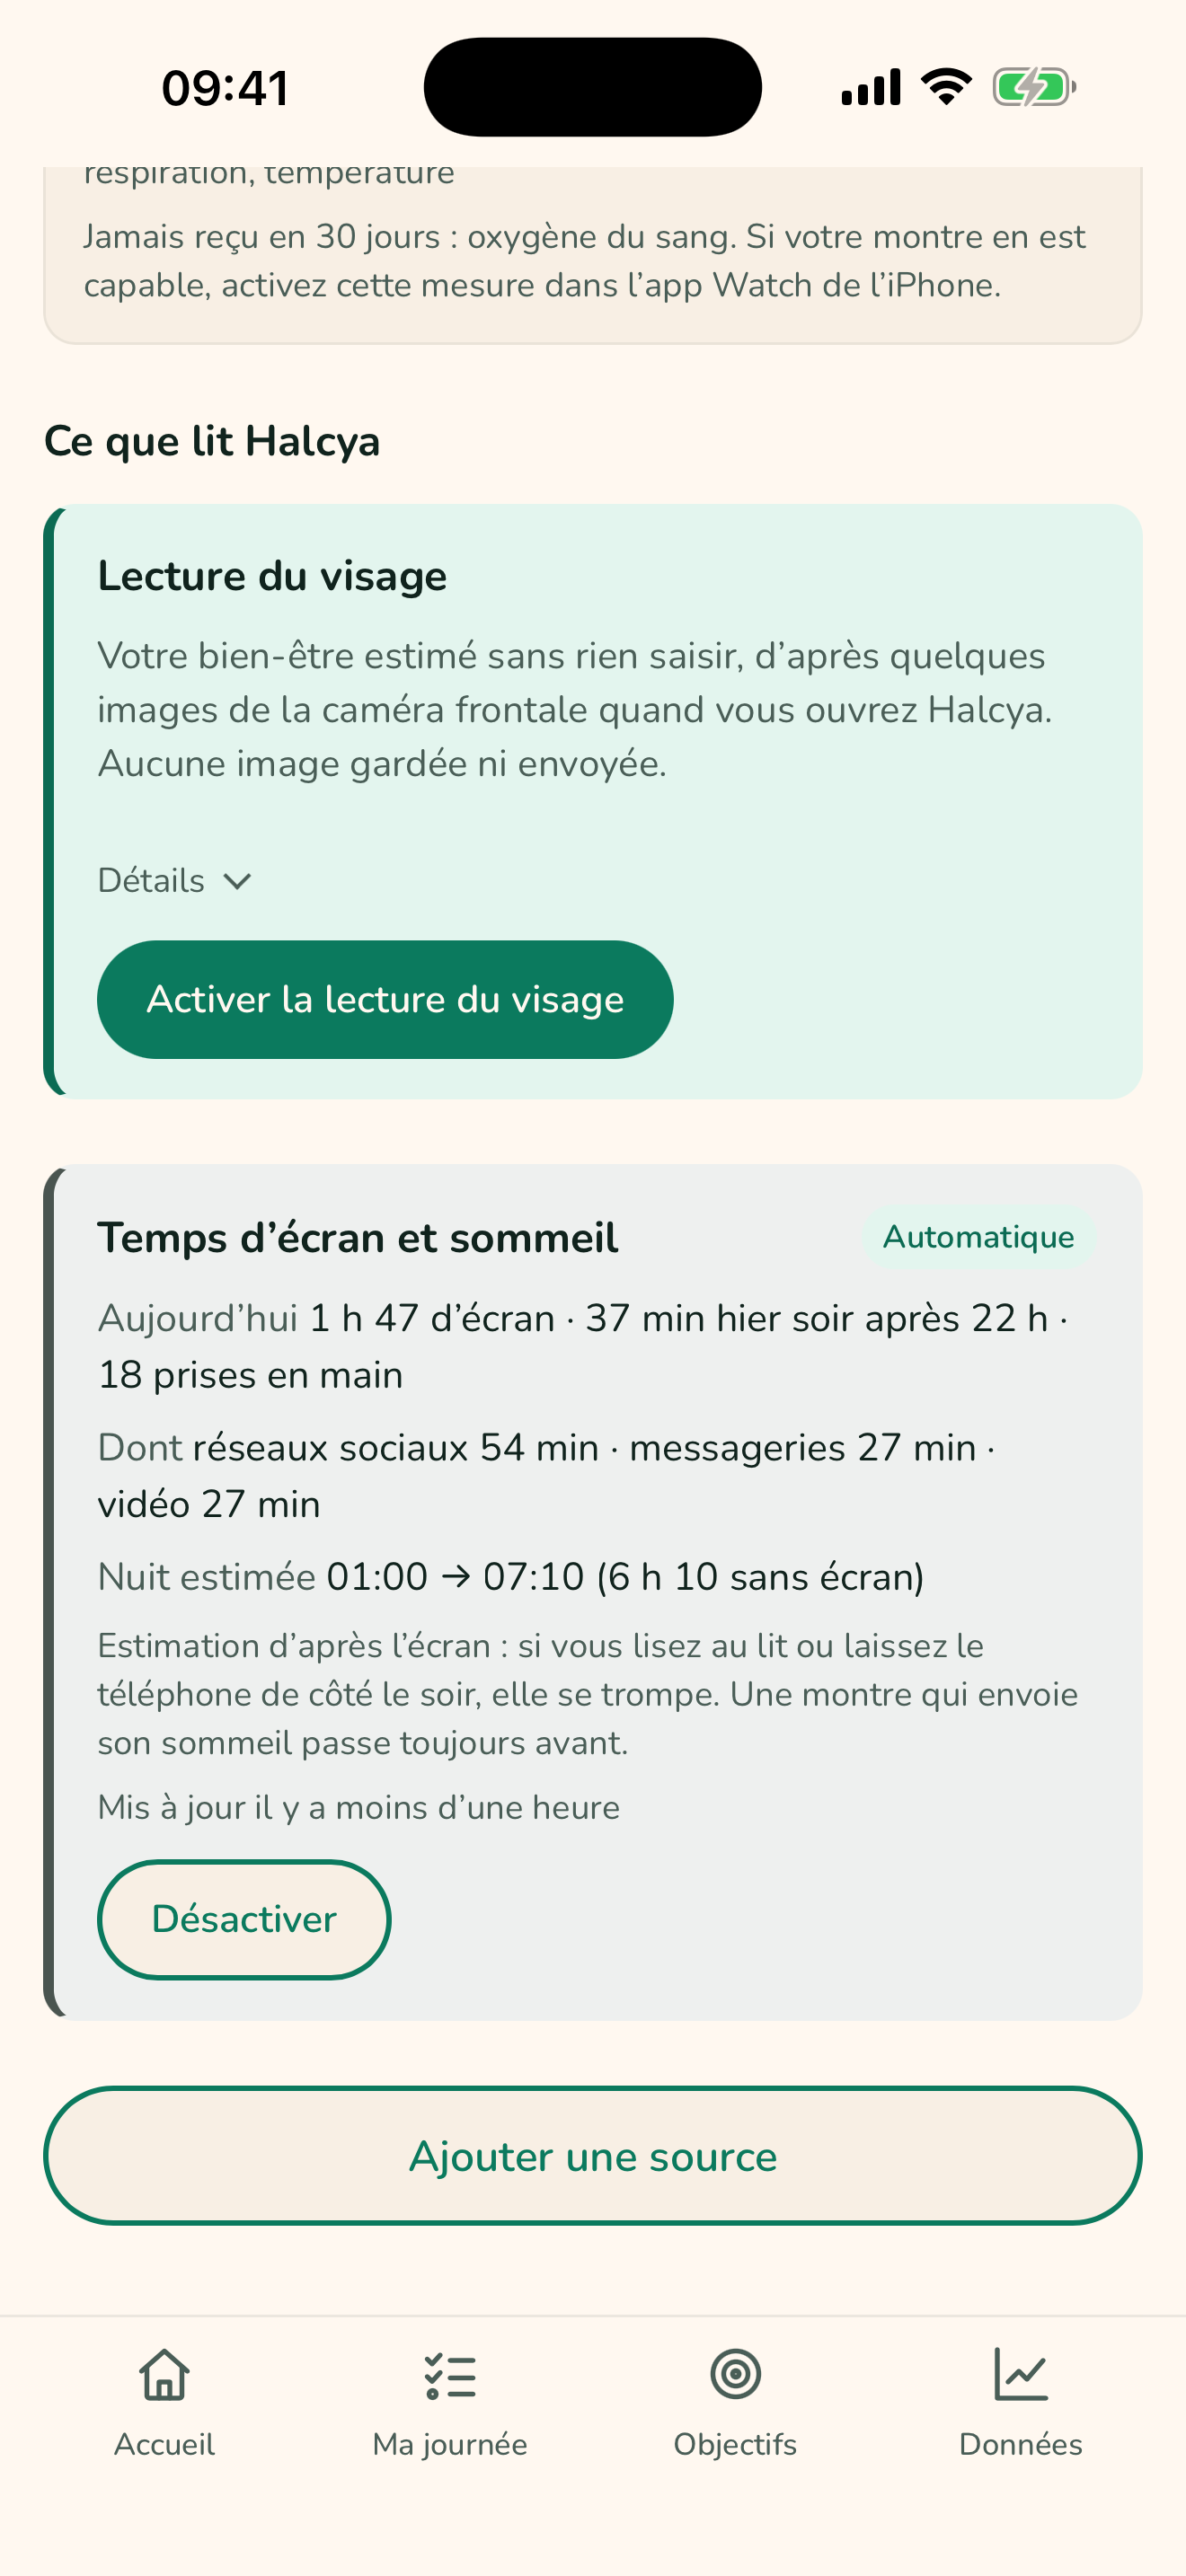 09:41
respiration, température
Jamais reçu en 30 jours : oxygène du sang. Si votre montre en est
capable, activez cette mesure dans l’app Watch de l’iPhone.
Ce que lit Halcya
Lecture du visage
Votre bien-être estimé sans rien saisir, d’après quelques
images de la caméra frontale quand vous ouvrez Halcya.
Aucune image gardée ni envoyée.
Détails
Activer la lecture du visage
Temps d’écran et sommeil
Automatique
Aujourd’hui 1 h 47 d’écran · 37 min hier soir après 22 h ·
18 prises en main
Dont réseaux sociaux 54 min · messageries 27 min ·
vidéo 27 min
Nuit estimée 01:00 → 07:10 (6 h 10 sans écran)
Estimation d’après l’écran : si vous lisez au lit ou laissez le
téléphone de côté le soir, elle se trompe. Une montre qui envoie
son sommeil passe toujours avant.
Mis à jour il y a moins d’une heure
Désactiver
Ajouter une source
Accueil
Ma journée
Objectifs
Données